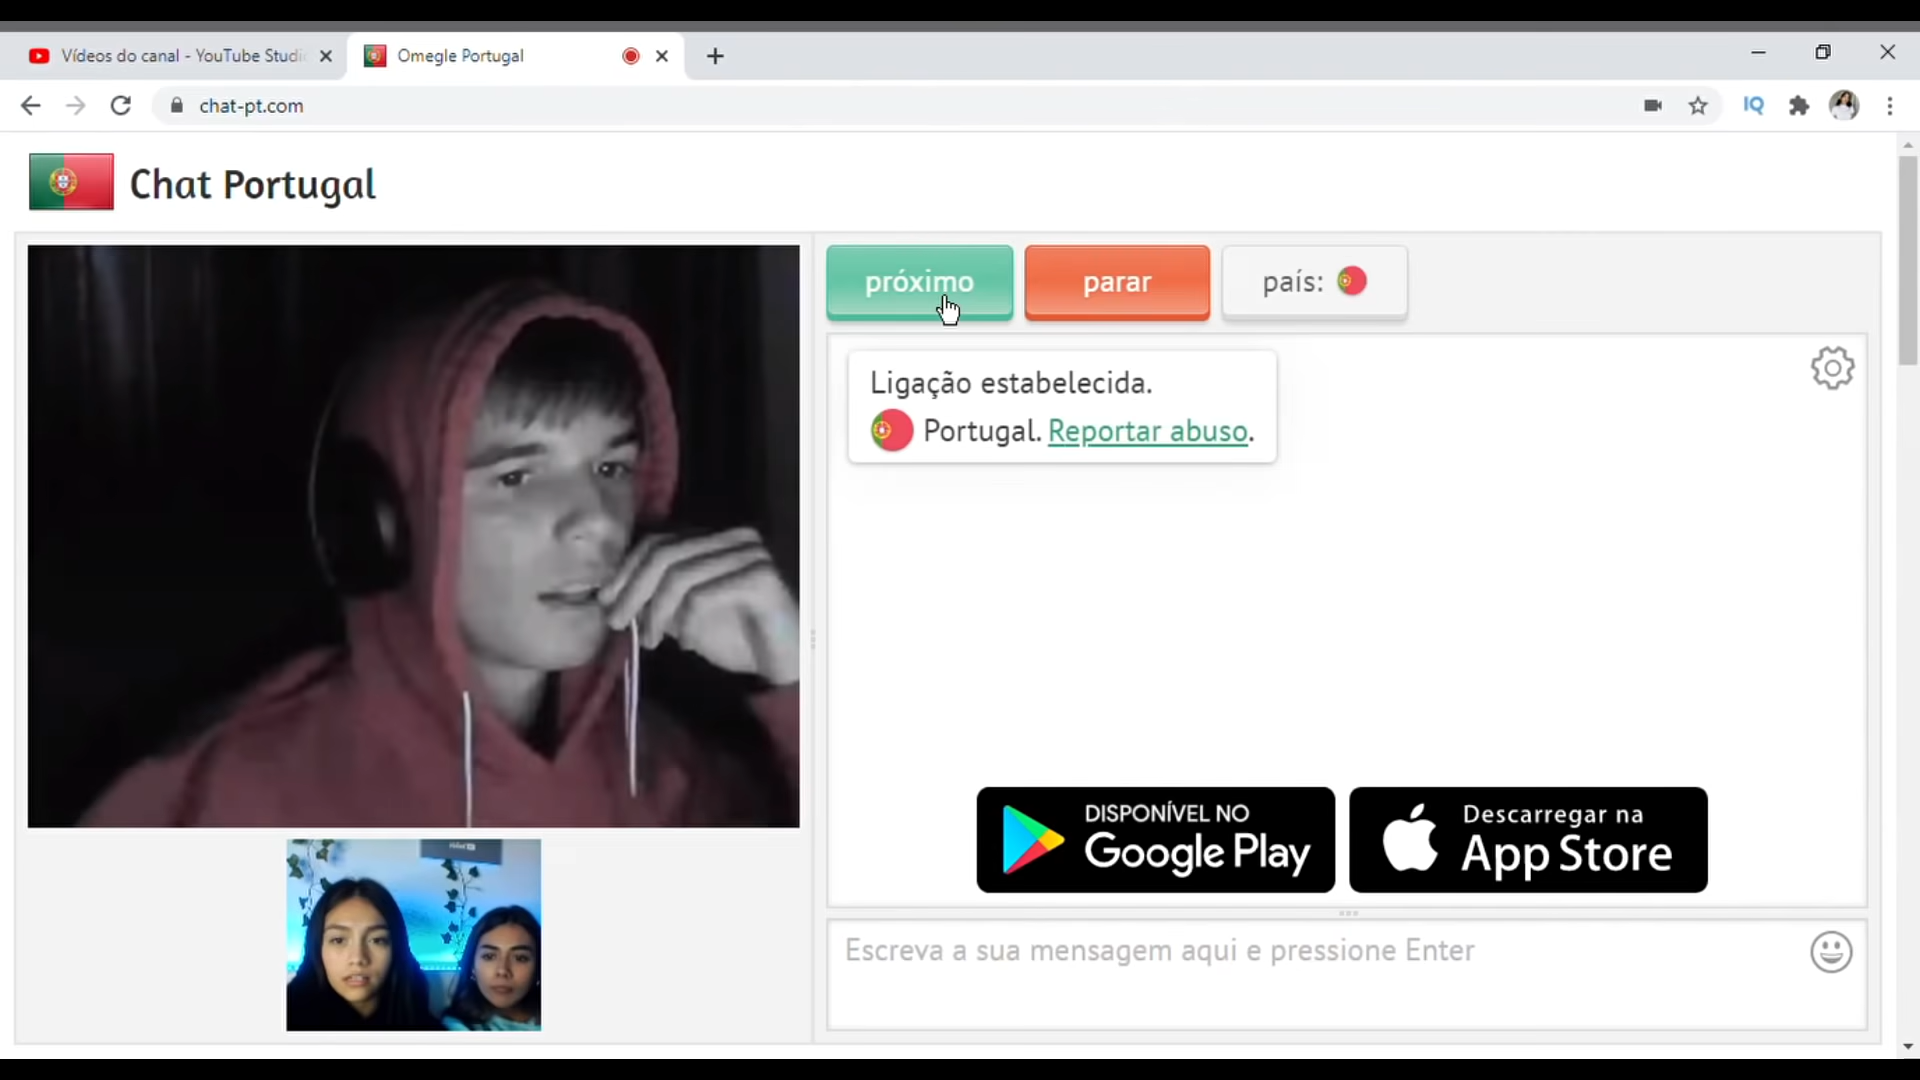 Vídeos do canal - YouTube Studi
Omegle Portugal
chat-pt.com
IQ
Chat Portugal
próximo
parar
país:
Ligação estabelecida.
Portugal. Reportar abuso.
DISPONÍVEL NO
Google Play
Descarregar na
App Store
Escreva a sua mensagem aqui e pressione Enter